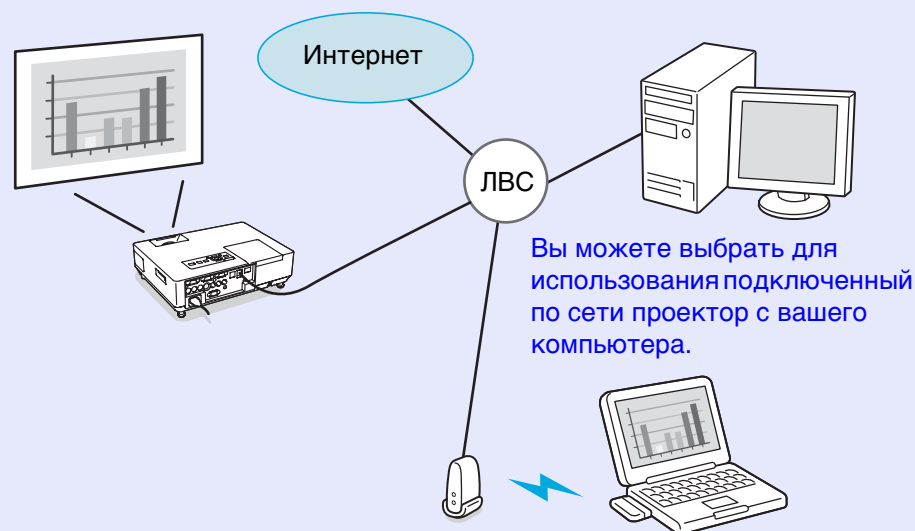 Интернет
ЛВС
Вы можете выбрать для
использования подключенный
по сети проектор с вашего
компьютера.